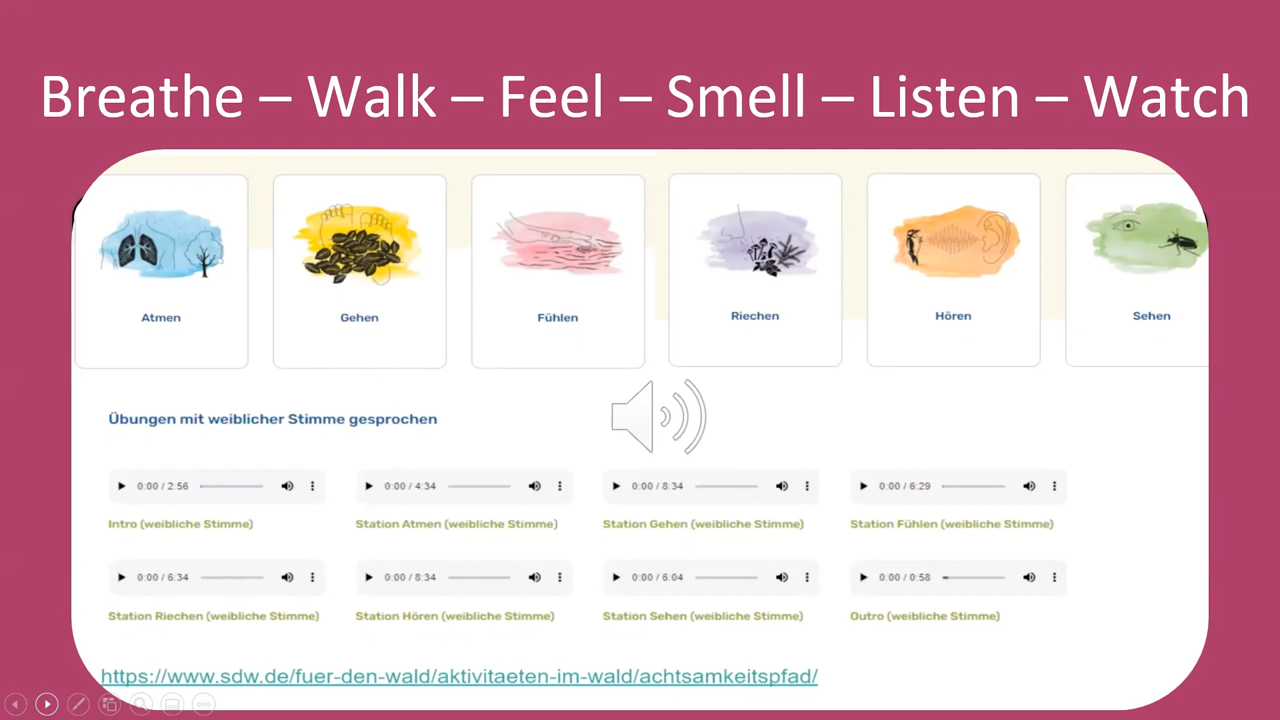 Breathe – Walk – Feel – Smell – Listen – Watch
Atmen
Gehen
Fühlen
Riechen
Hören
Sehen
Übungen mit weiblicher Stimme gesprochen
0:00 / 2:56
0:00 / 4:34
0:00 / 8:34
0:00 / 6:29
Intro (weibliche Stimme)
Station Atmen (weibliche Stimme)
Station Gehen (weibliche Stimme)
Station Fühlen (weibliche Stimme)
0:00 / 6:34
0:00 / 8:34
0:00 / 6:04
0:00 / 0:58
Station Riechen (weibliche Stimme)
Station Hören (weibliche Stimme)
Station Sehen (weibliche Stimme)
Outro (weibliche Stimme)
https://www.sdw.de/fuer-den-wald/aktivitaeten-im-wald/achtsamkeitspfad/